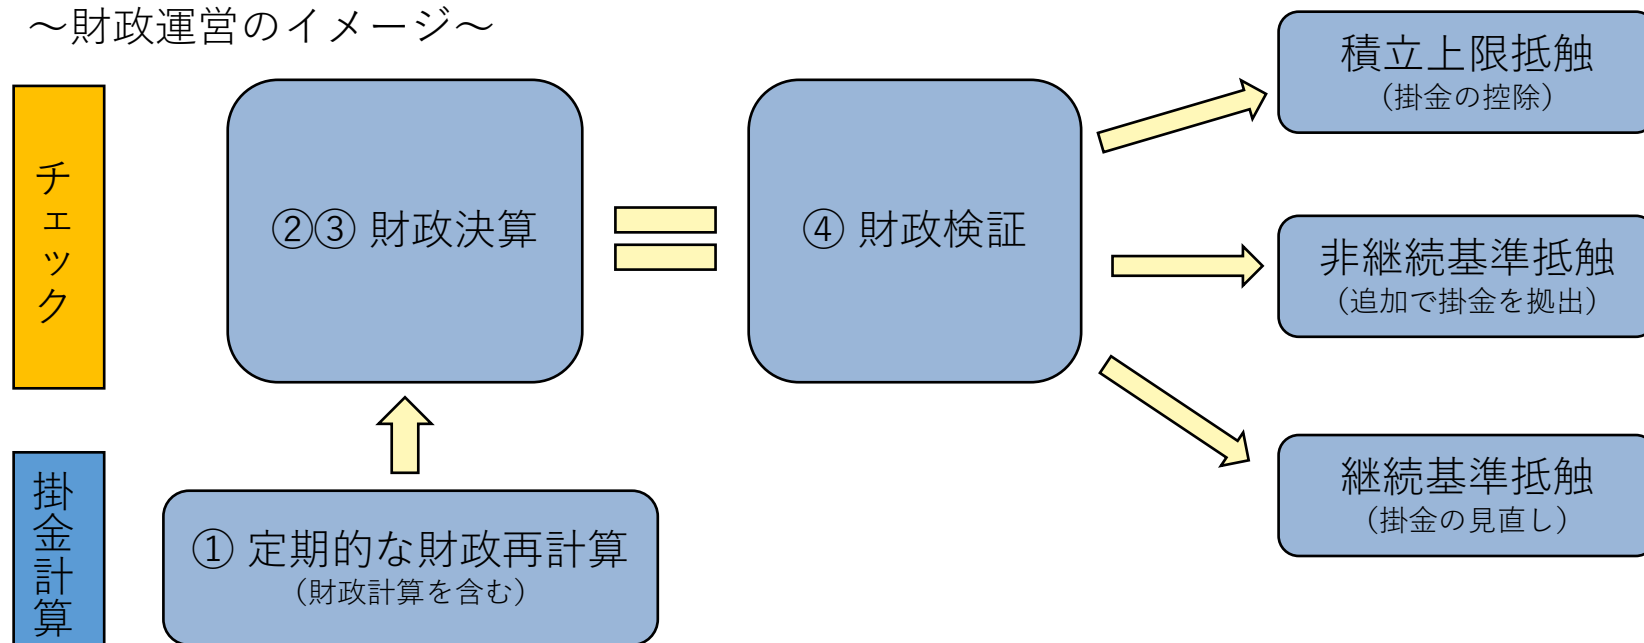 ～財政運営のイメージ～
チェック
②③ 財政決算
④ 財政検証
積立上限抵触
（掛金の控除）
非継続基準抵触
（追加で掛金を拠出）
継続基準抵触
（掛金の見直し）
掛金計算
① 定期的な財政再計算
（財政計算を含む）